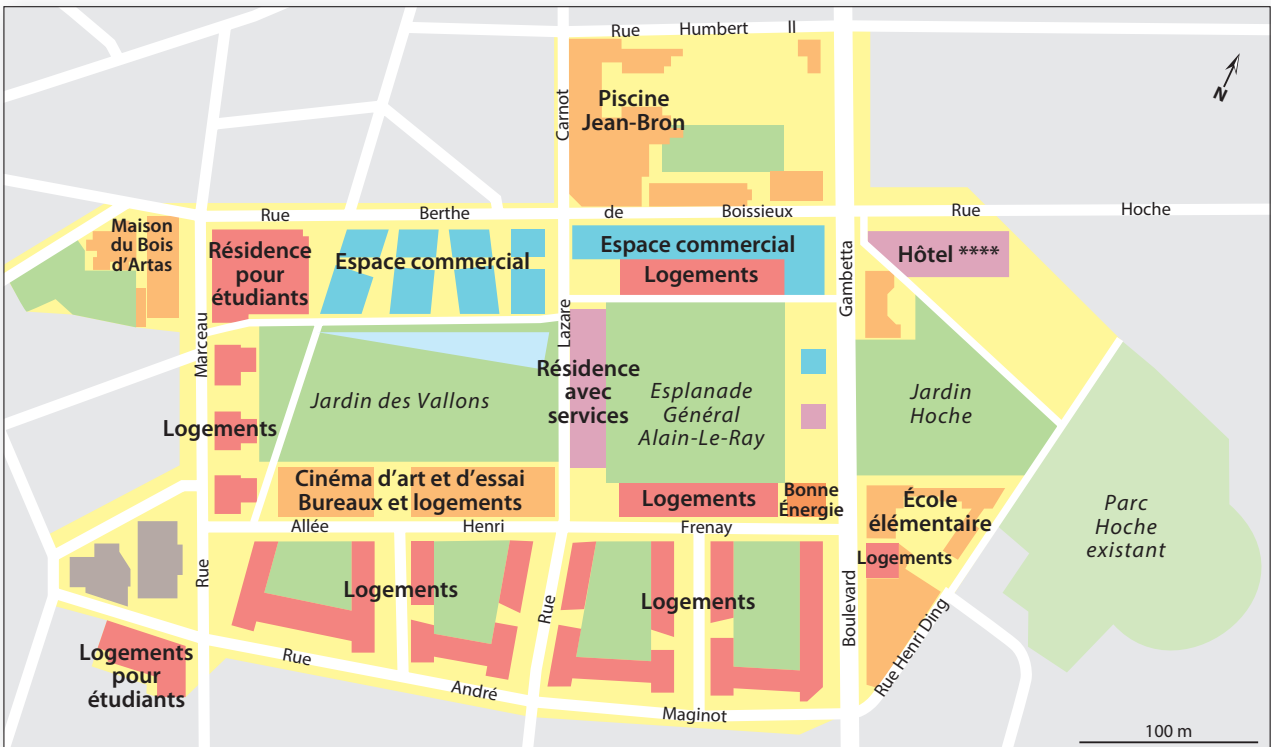 Rue Humbert II
N
Carnot
Piscine
Jean-Bron
Rue Berthe de Boissieux Rue Hoche
Maison
du Bois
d'Artas
Résidence
pour
étudiants
Espace commercial
Espace commercial
Logements
Hôtel ****
Gambetta
Lazare
Marceau
Jardin des Vallons
Résidence
avec
services
Esplanade
Général
Alain-Le-Ray
Jardin
Hoche
Logements
Cinéma d'art et d'essai
Bureaux et logements
Logements
Bonne
Énergie
École
élémentaire
Parc
Hoche
existant
Allée Henri Frenay
Logements
Rue
Logements
Rue
Logements
Boulevard
Rue Henri Ding
Logements
pour
étudiants
Rue André Maginot
100 m